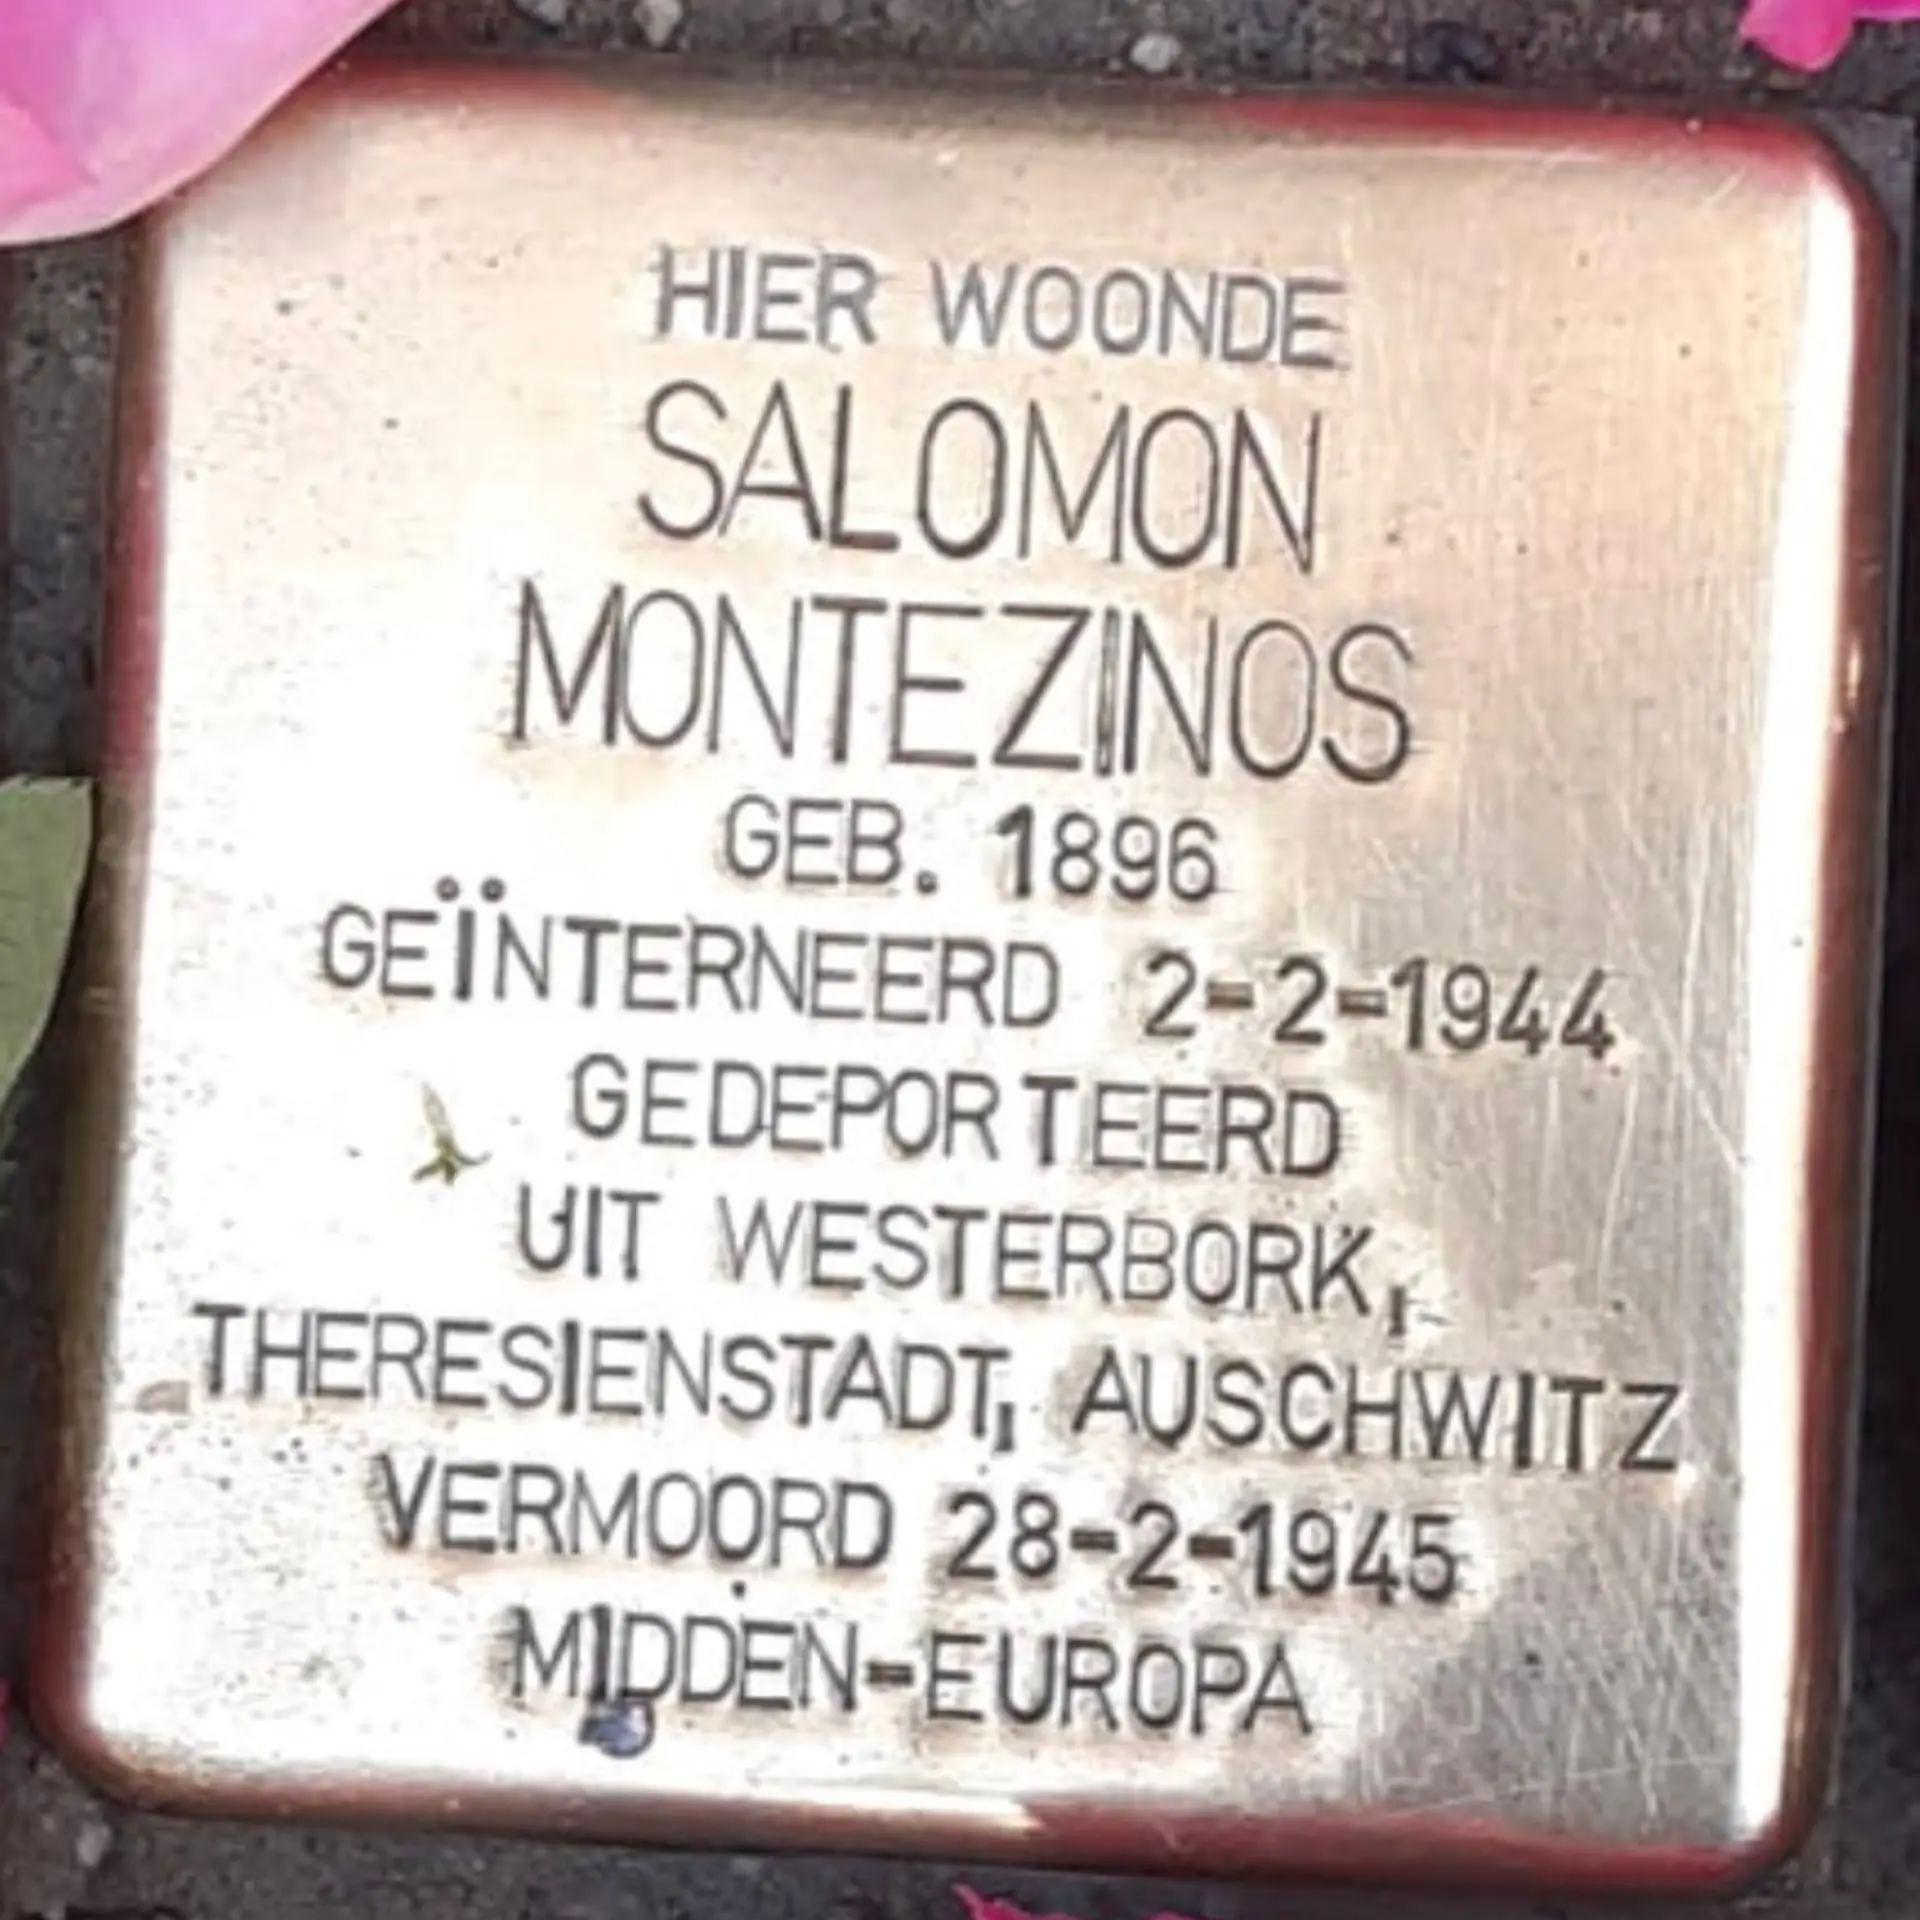 HIER WOONDE
SALOMON
MONTEZINOS
GEB. 1896
GEÏNTERNEERD 2-2-1944
GEDEPORTEERD
UIT WESTERBORK,
THERESIENSTADT, AUSCHWITZ
VERMOORD 28-2-1945
MIDDEN-EUROPA